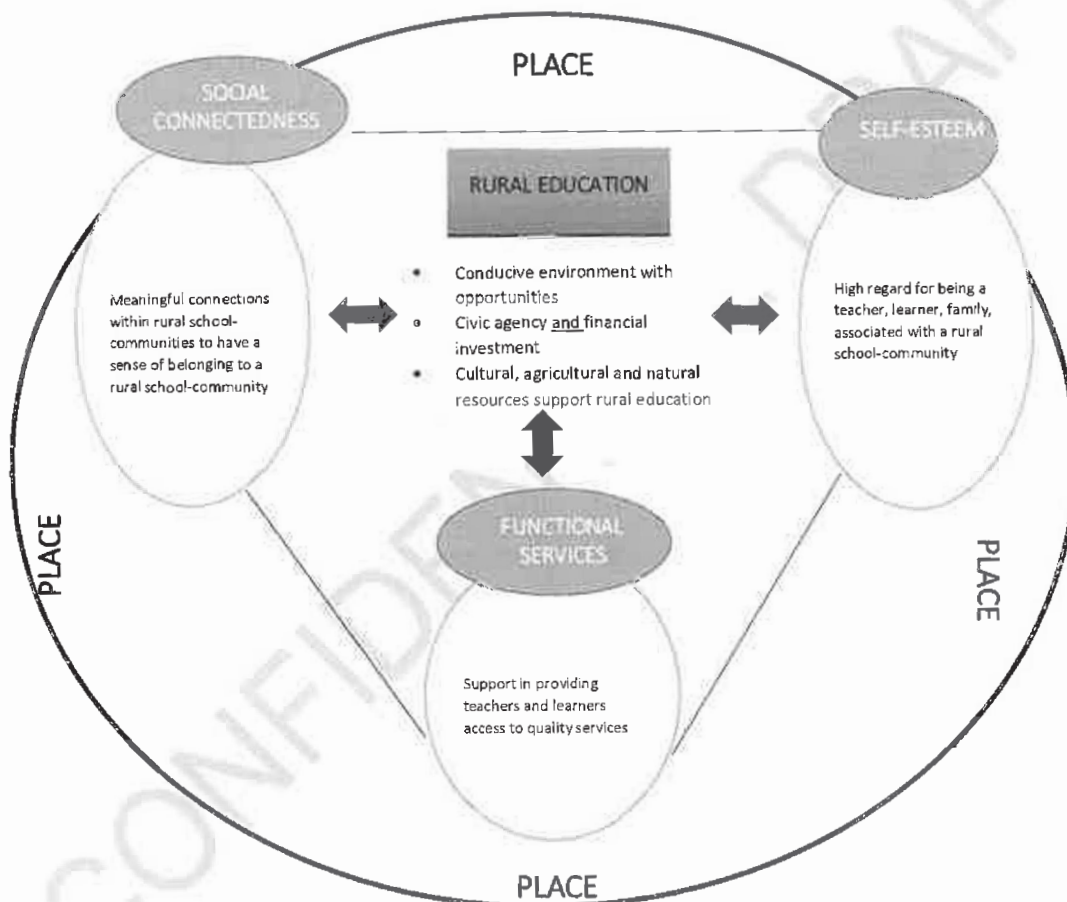 PLACE
SOCIAL
CONNECTEDNESS
SELF-ESTEEM
RURAL EDUCATION
• Conducive environment with
opportunities
• Civic agency and financial
investment
• Cultural, agricultural and natural
resources support rural education
Meaningful connections
within rural school-
communities to have a
sense of belonging to a
rural school-community
High regard for being a
teacher, learner, family,
associated with a rural
school-community
PLACE
FUNCTIONAL
SERVICES
PLACE
Support in providing
teachers and learners
access to quality services
PLACE